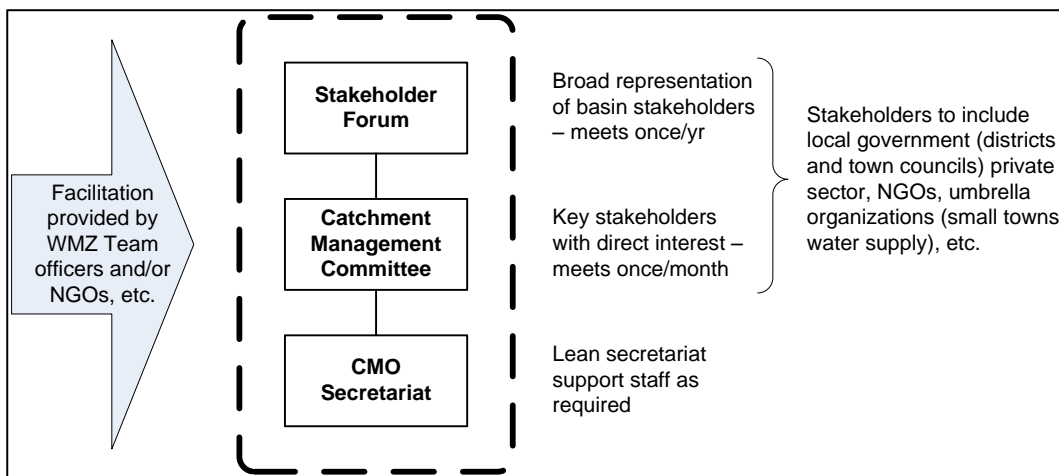 Facilitation
provided by
WMZ Team
officers and/or
NGOs, etc.
Stakeholder
Forum
Broad representation
of basin stakeholders
– meets once/yr
Catchment
Management
Committee
Key stakeholders
with direct interest –
meets once/month
CMO
Secretariat
Lean secretariat
support staff as
required
Stakeholders to include
local government (districts
and town councils) private
sector, NGOs, umbrella
organizations (small towns
water supply), etc.